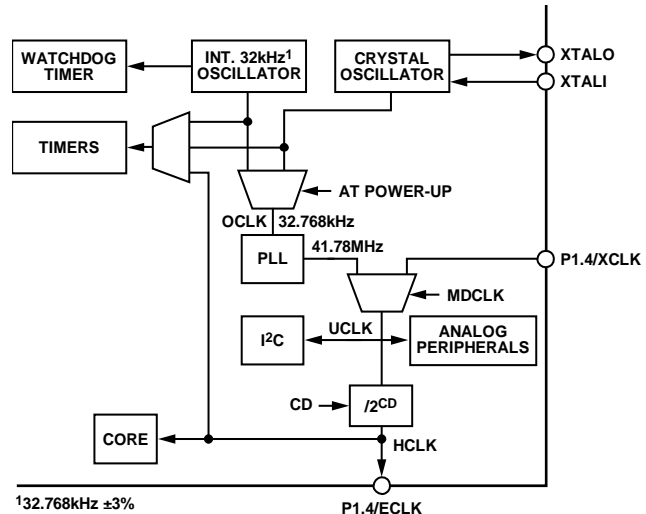 WATCHDOG
TIMER
INT. 32kHz¹
OSCILLATOR
CRYSTAL
OSCILLATOR
XTALO
XTALI
TIMERS
AT POWER-UP
OCLK 32.768kHz
PLL
41.78MHz
P1.4/XCLK
MDCLK
I²C
UCLK
ANALOG
PERIPHERALS
CD
/2ᶜᴰ
CORE
HCLK
¹32.768kHz ±3%
P1.4/ECLK